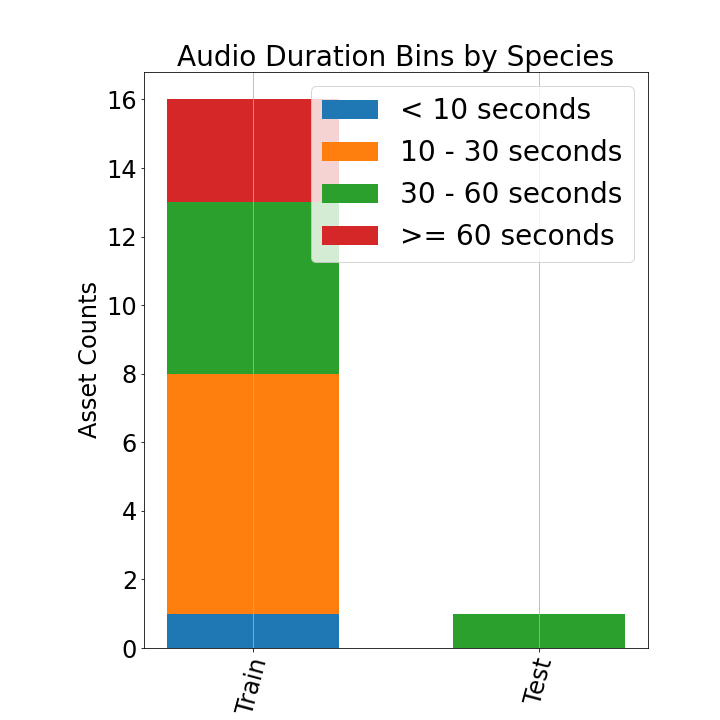 Audio Duration Bins by Species
< 10 seconds
10 - 30 seconds
30 - 60 seconds
>= 60 seconds
Asset Counts
16
14
12
10
8
6
4
2
0
Train
Test